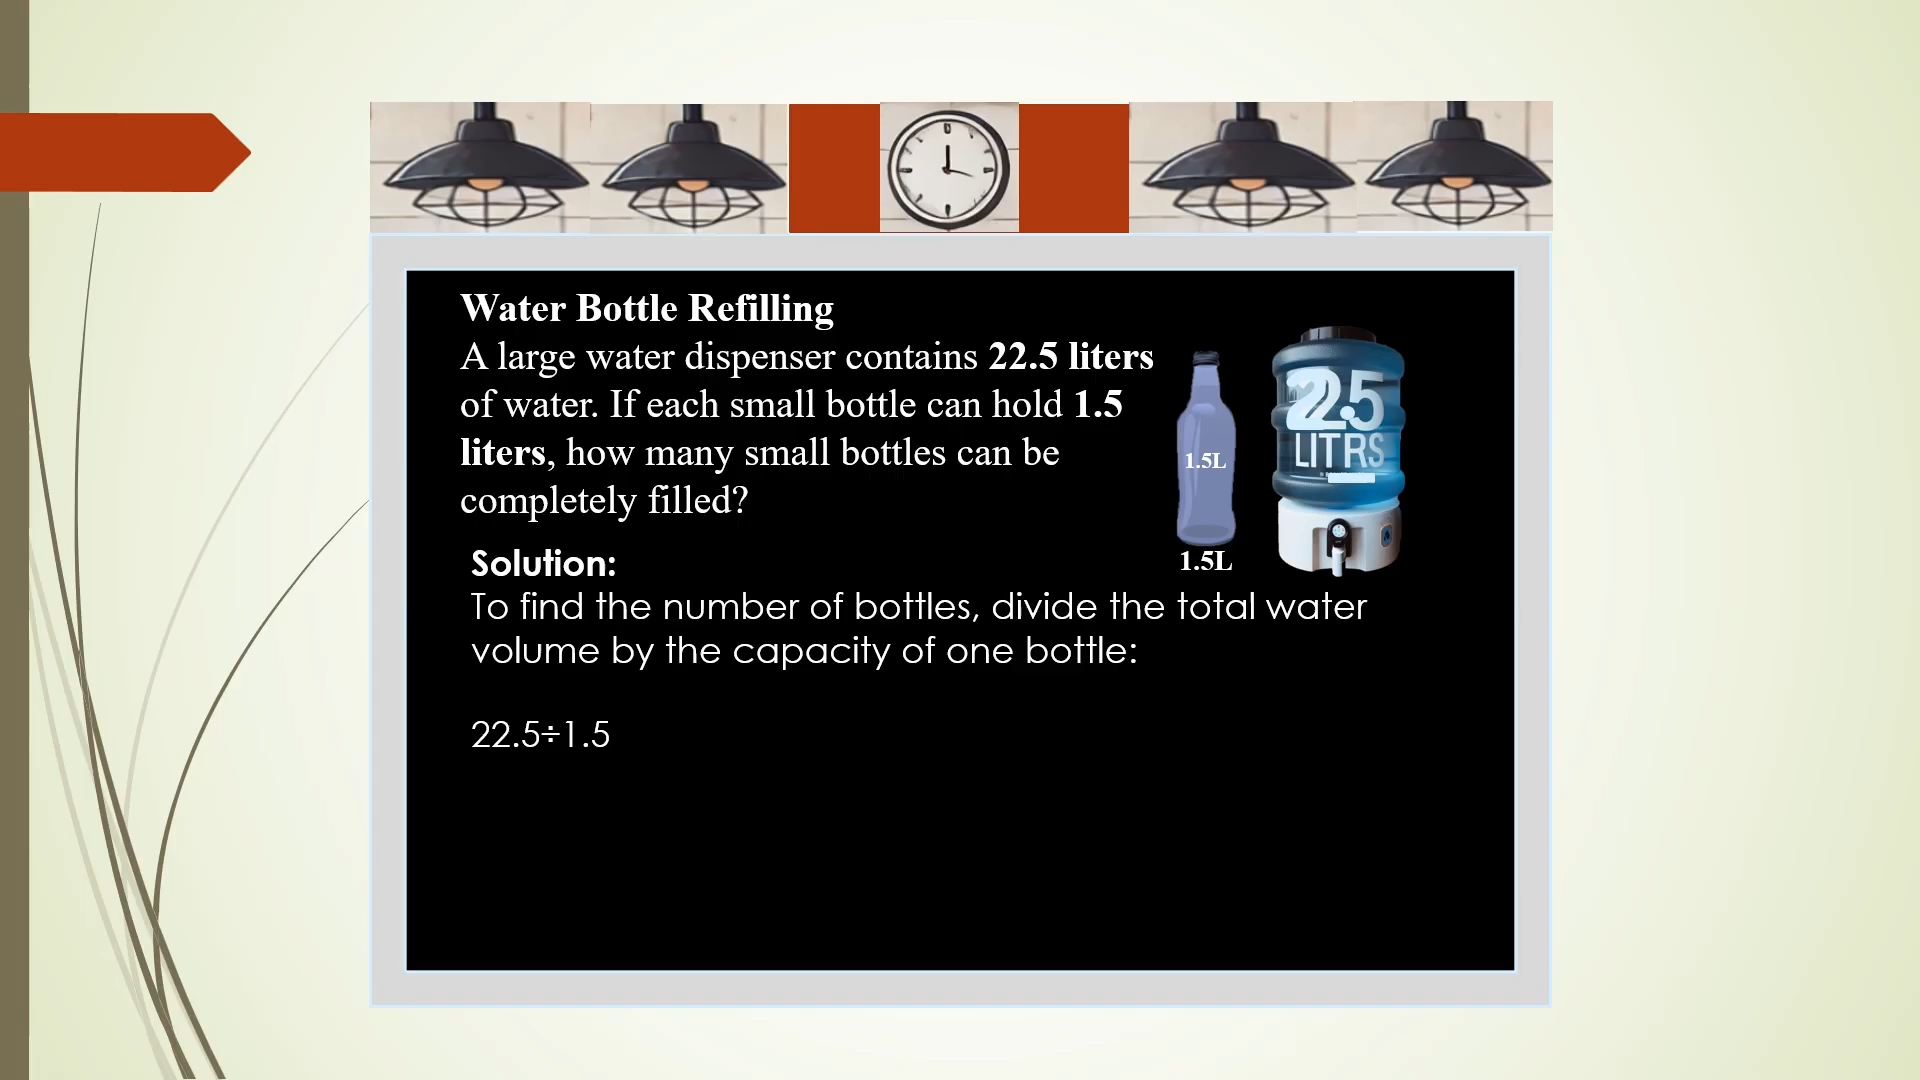 Water Bottle Refilling
A large water dispenser contains 22.5 liters
of water. If each small bottle can hold 1.5
liters, how many small bottles can be
completely filled?
1.5L
1.5L
22.5
LITRS
Solution:
To find the number of bottles, divide the total water
volume by the capacity of one bottle:
22.5÷1.5